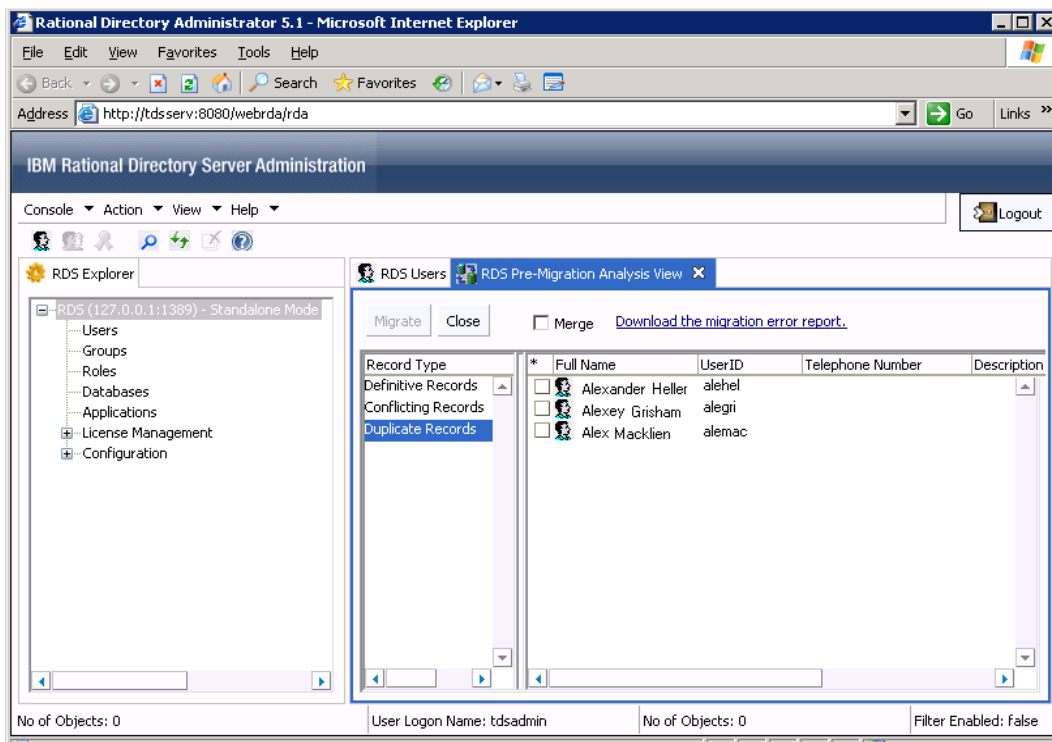 Rational Directory Administrator 5.1 - Microsoft Internet Explorer
File Edit View Favorites Tools Help
Back Search Favorites
Address http://tdsserv:8080/webrda/rda Go Links »
IBM Rational Directory Server Administration
Console Action View Help
Logout
RDS Explorer
RDS Users RDS Pre-Migration Analysis View
RDS (127.0.0.1:1389) - Standalone Mode
Users
Groups
Roles
Databases
Applications
License Management
Configuration
Migrate Close Merge Download the migration error report.
Record Type
Definitive Records
Conflicting Records
Duplicate Records
* Full Name UserID Telephone Number Description
Alexander Heller alehel
Alexey Grisham alegri
Alex Macklien alemac
No of Objects: 0 User Logon Name: tdsadmin No of Objects: 0 Filter Enabled: false